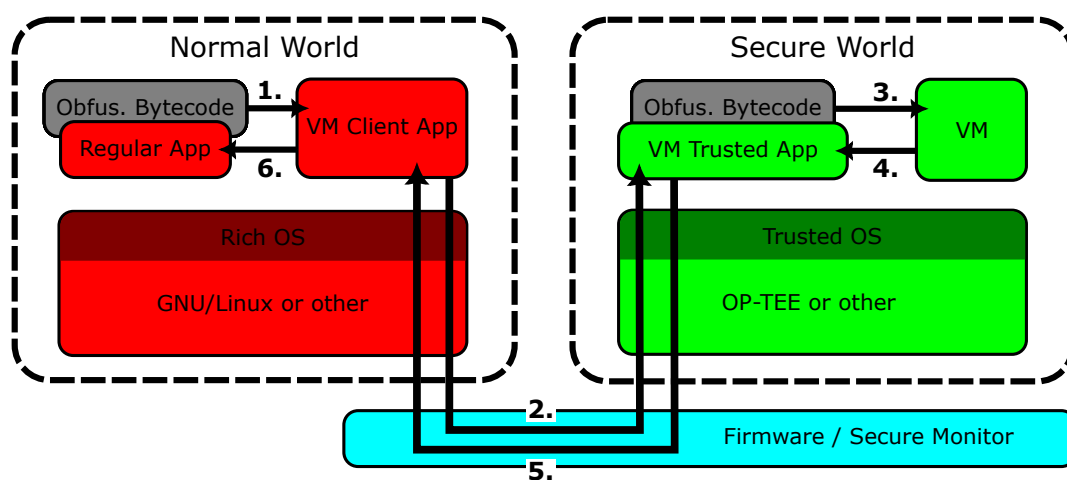 Normal World
Obfus. Bytecode
1.
VM Client App
Regular App
6.
Rich OS
GNU/Linux or other
Secure World
Obfus. Bytecode
3.
VM
VM Trusted App
4.
Trusted OS
OP-TEE or other
2.
Firmware / Secure Monitor
5.